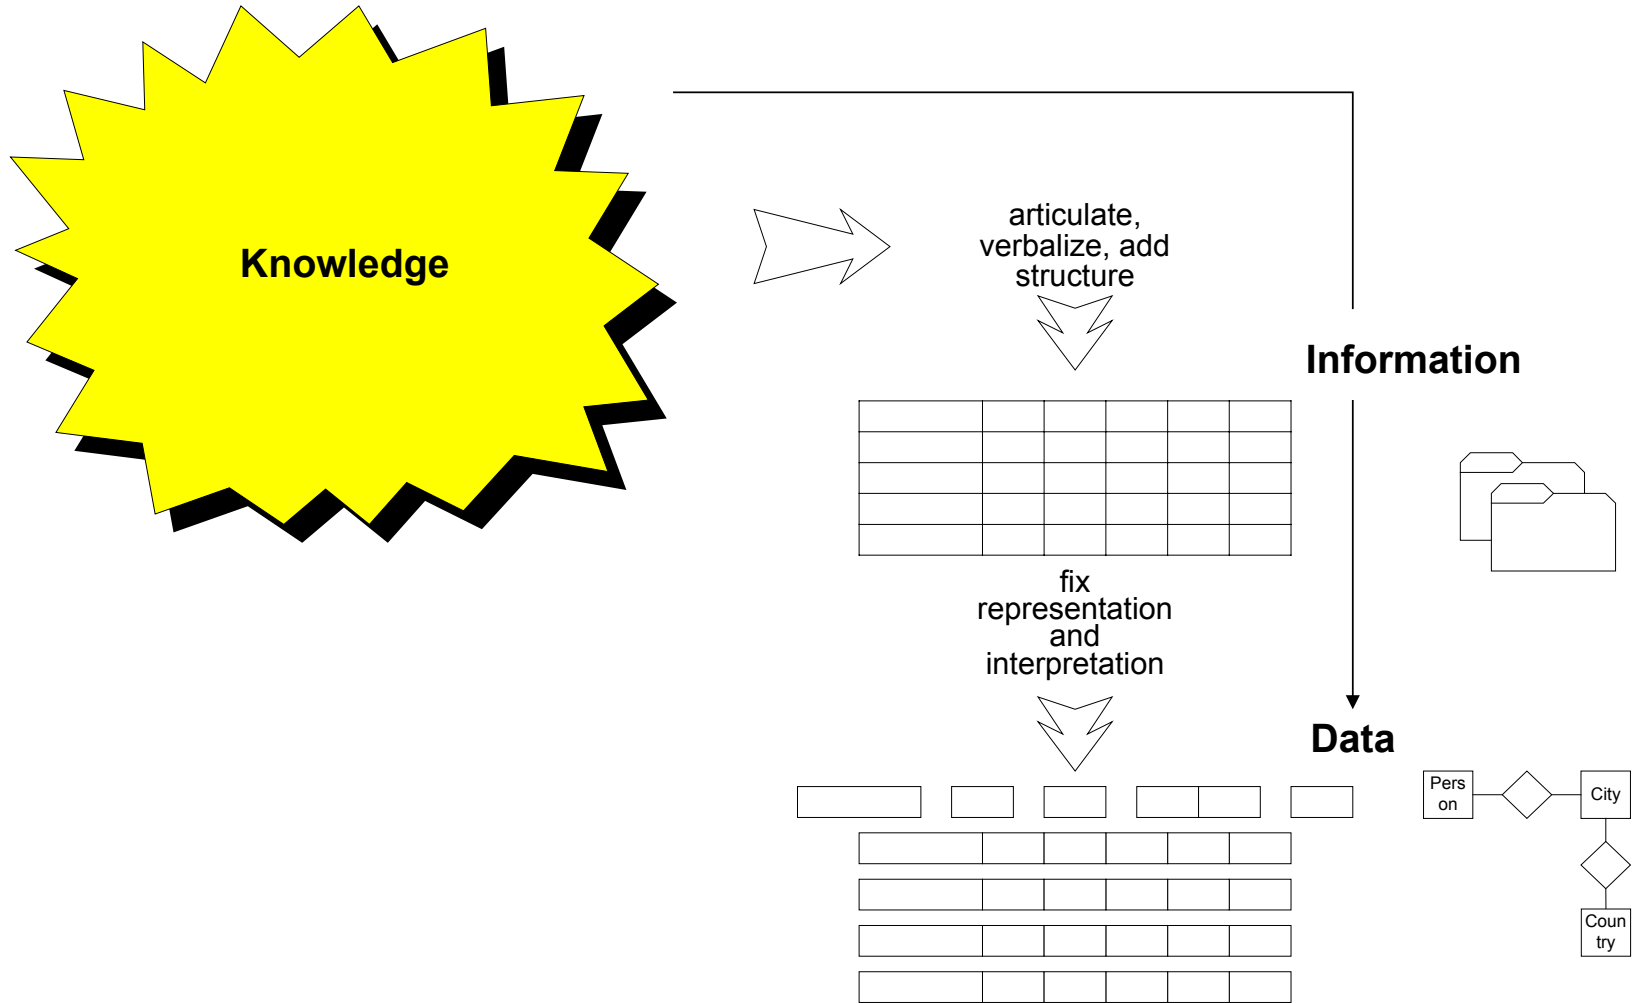 Knowledge
articulate,
verbalize, add
structure
Information
fix
representation
and
interpretation
Data
Pers
on
City
Coun
try